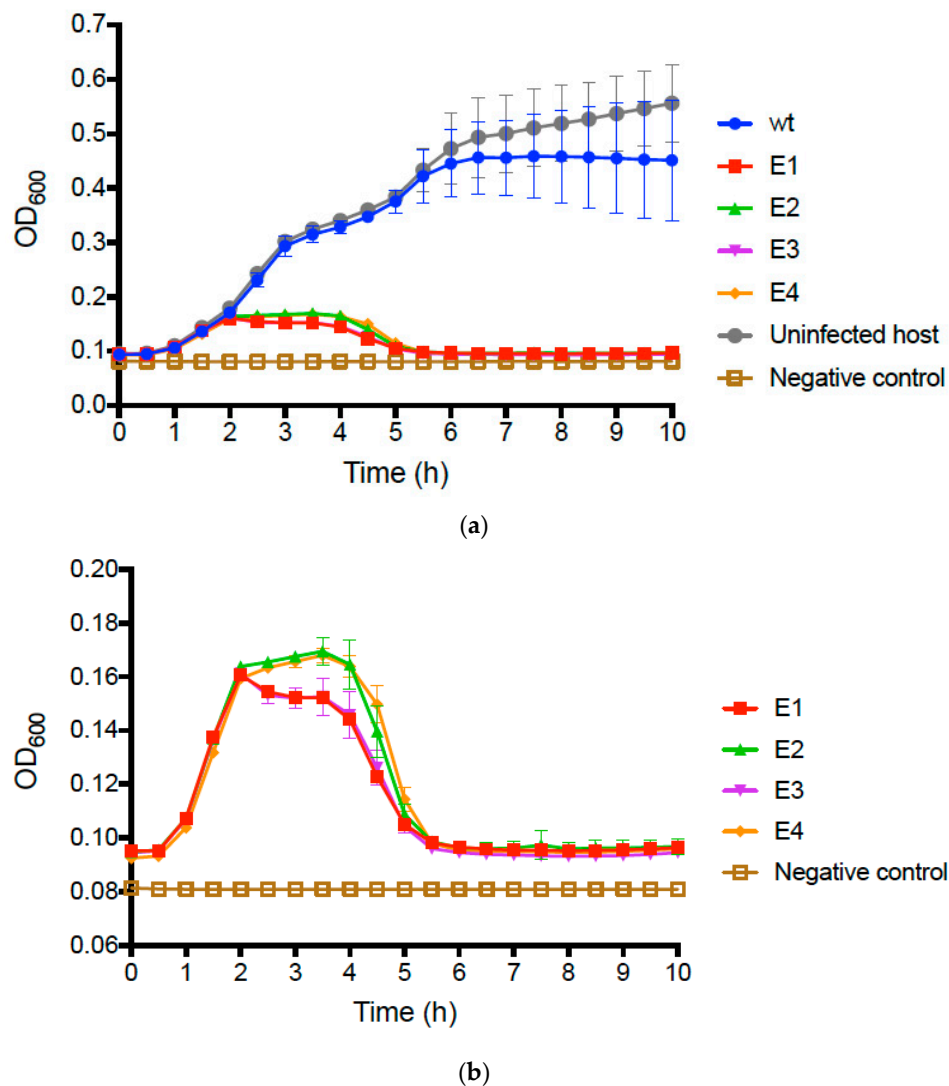 0.7
0.6
0.5
0.4
0.3
0.2
0.1
0.0
OD600
0 1 2 3 4 5 6 7 8 9 10
Time (h)
wt
E1
E2
E3
E4
Uninfected host
Negative control
(a)
0.20
0.18
0.16
0.14
0.12
0.10
0.08
0.06
OD600
0 1 2 3 4 5 6 7 8 9 10
Time (h)
E1
E2
E3
E4
Negative control
(b)